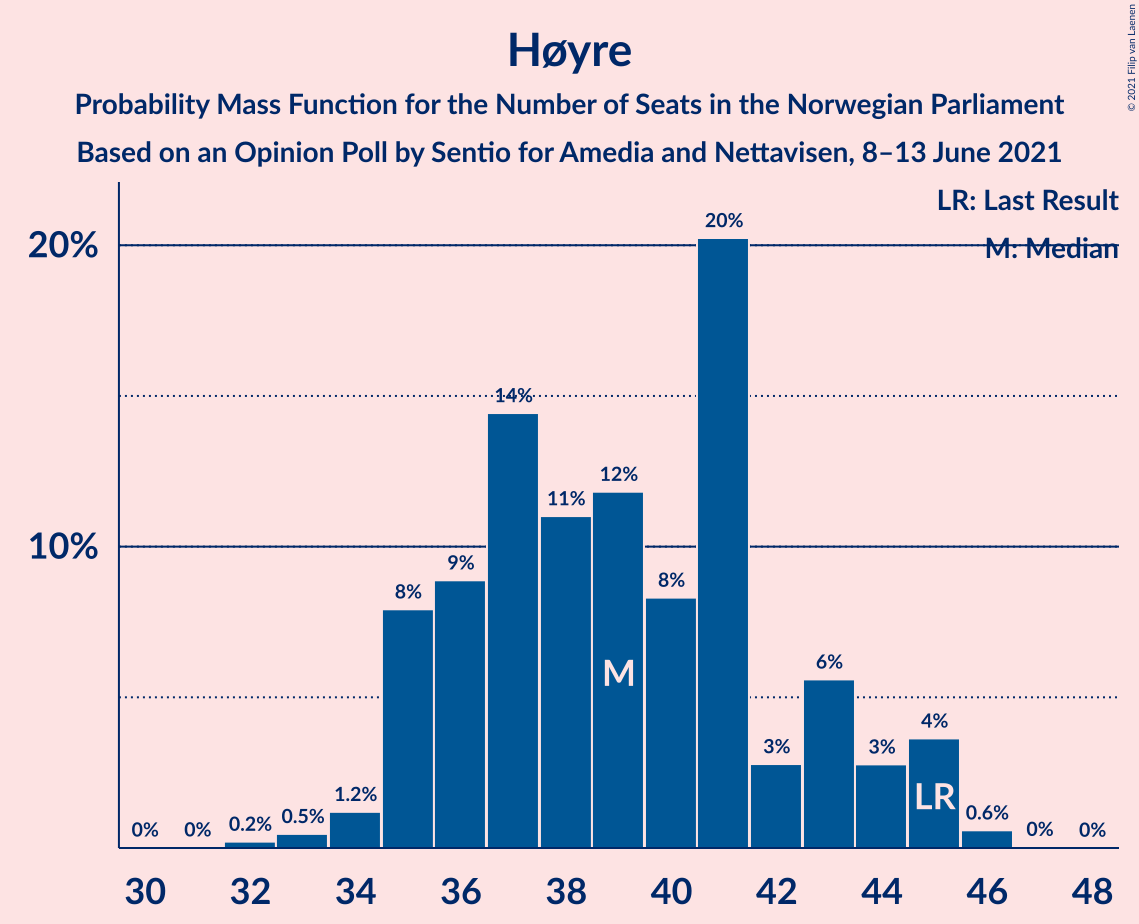 Høyre
Probability Mass Function for the Number of Seats in the Norwegian Parliament
Based on an Opinion Poll by Sentio for Amedia and Nettavisen, 8–13 June 2021
© 2021 Filip van Laenen
LR: Last Result
M: Median
20%
10%
0% 0% 0.2% 0.5% 1.2% 8% 9% 14% 11% 12% 8% 20% 3% 6% 3% 4% 0.6% 0% 0%
M
LR
30 32 34 36 38 40 42 44 46 48